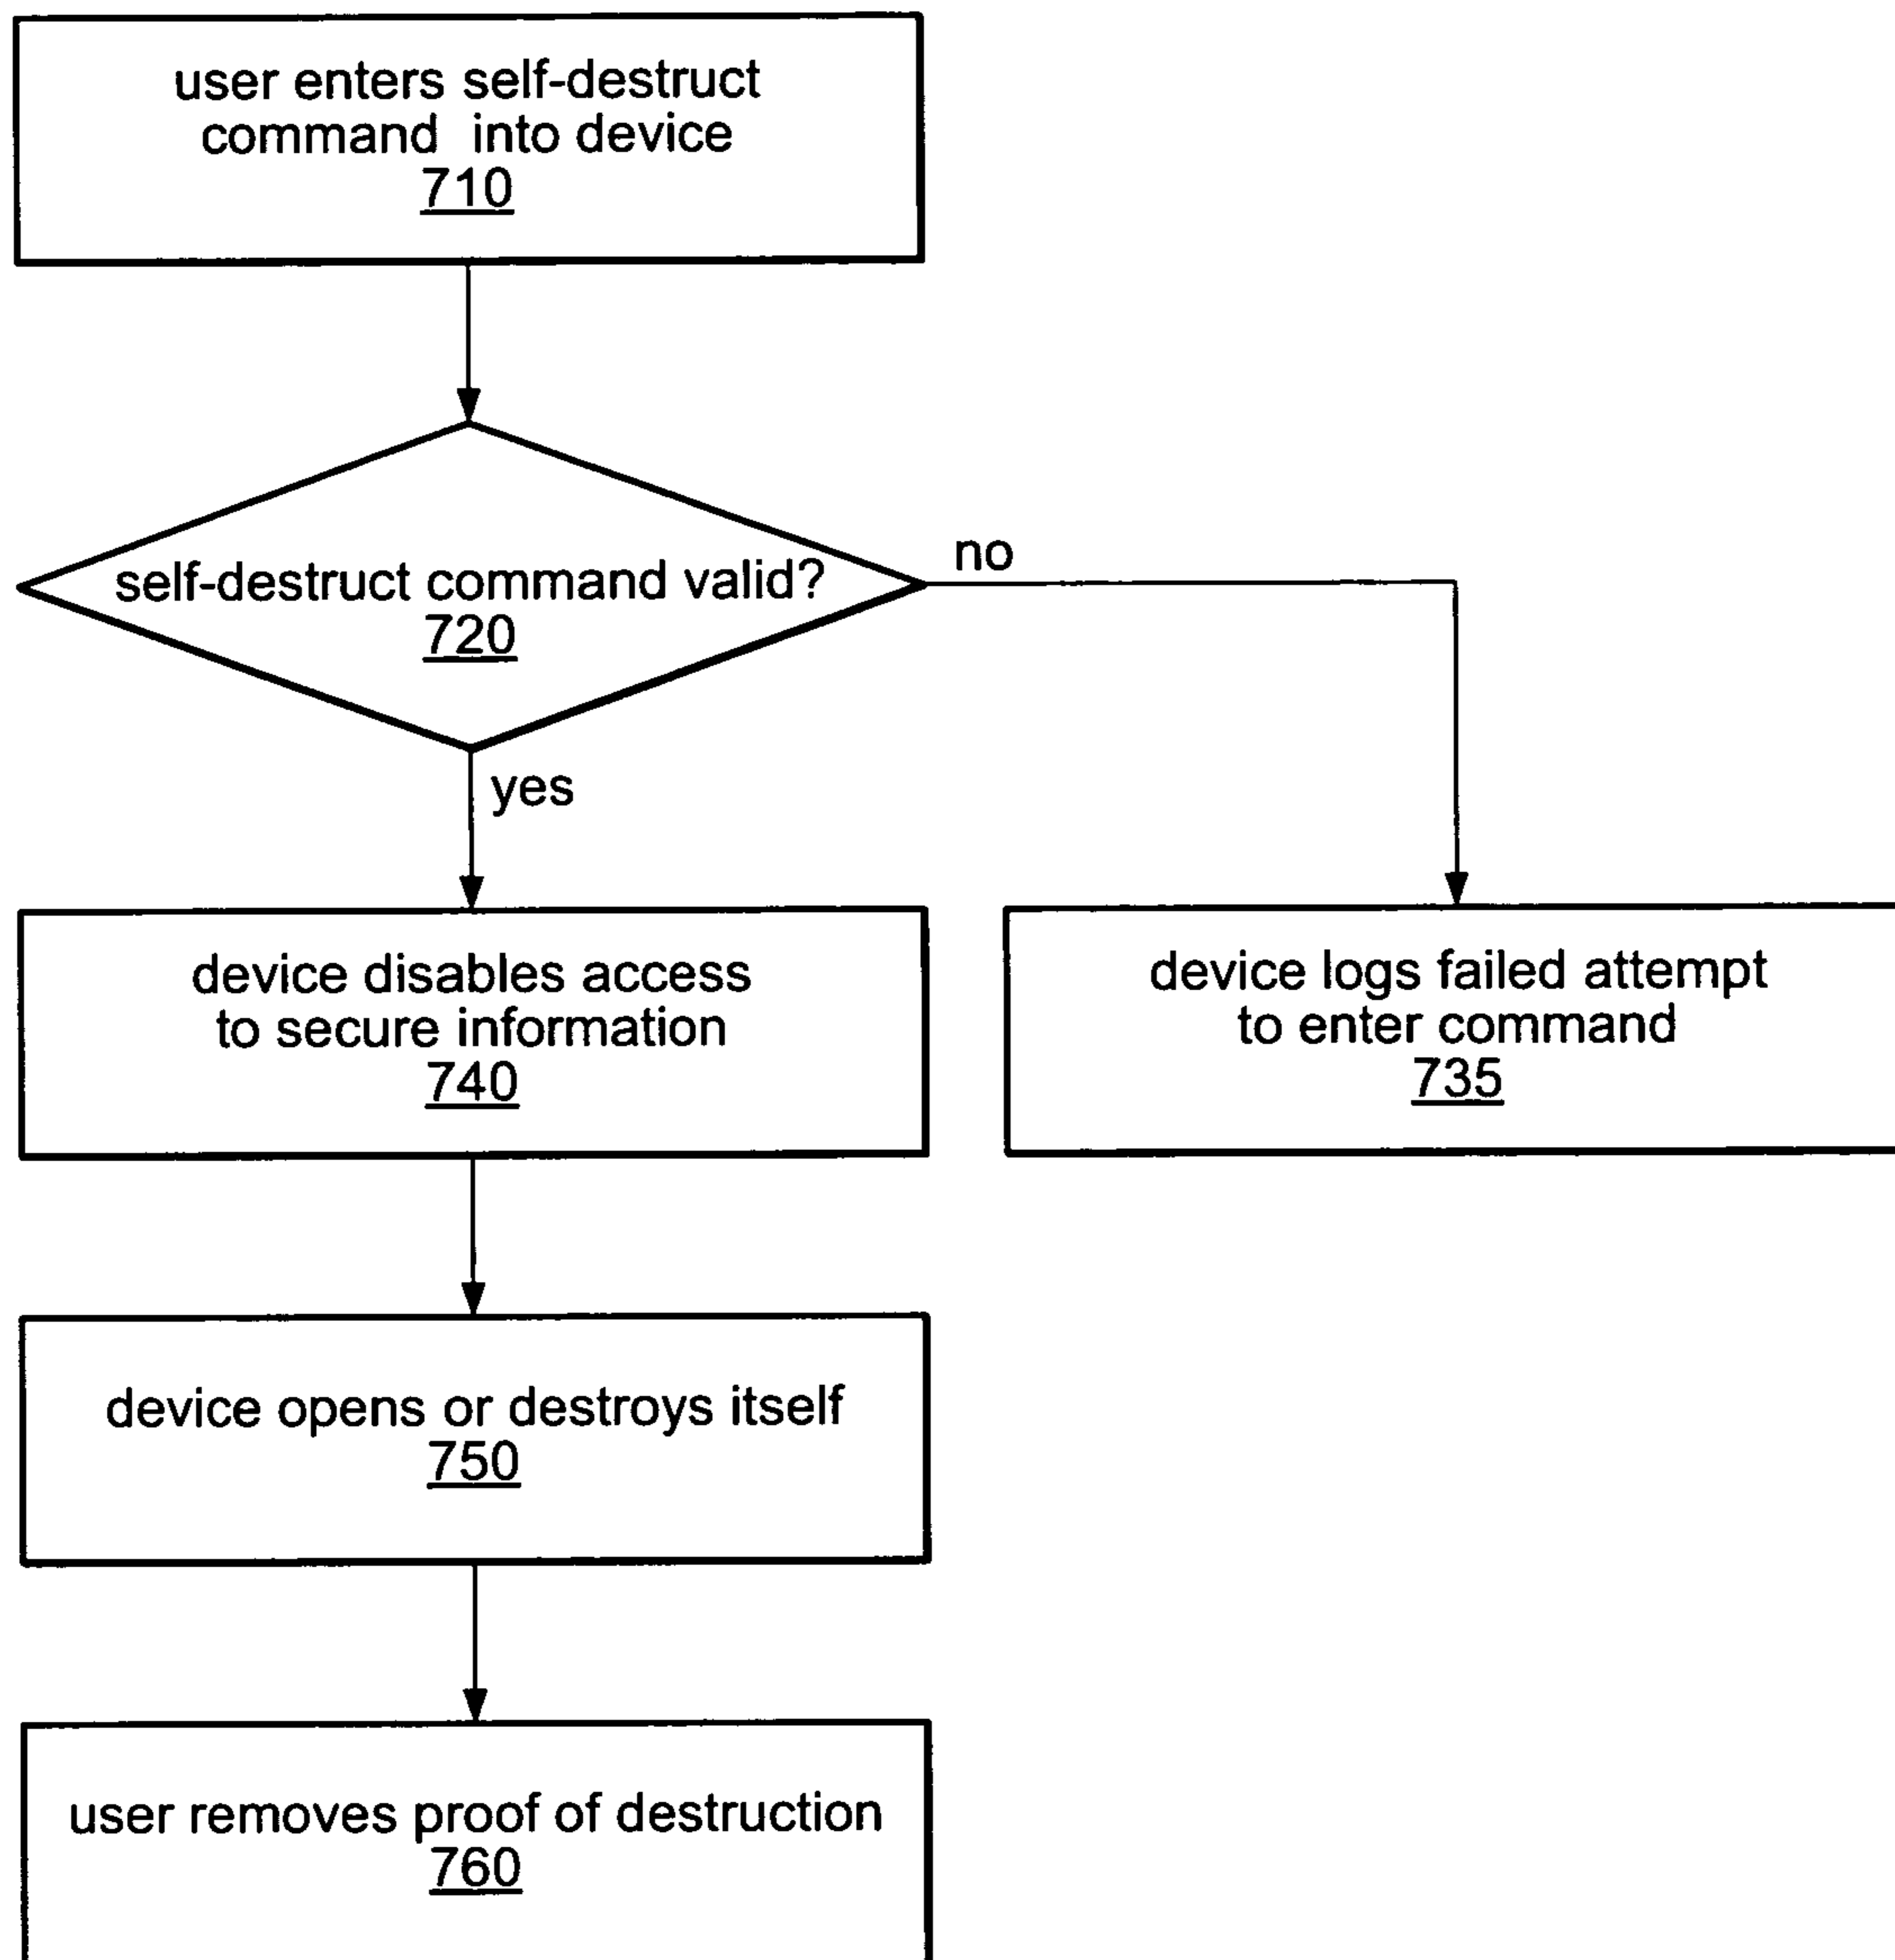 user enters self-destruct
command into device
710
self-destruct command valid?
720
no
yes
device disables access
to secure information
740
device logs failed attempt
to enter command
735
device opens or destroys itself
750
user removes proof of destruction
760